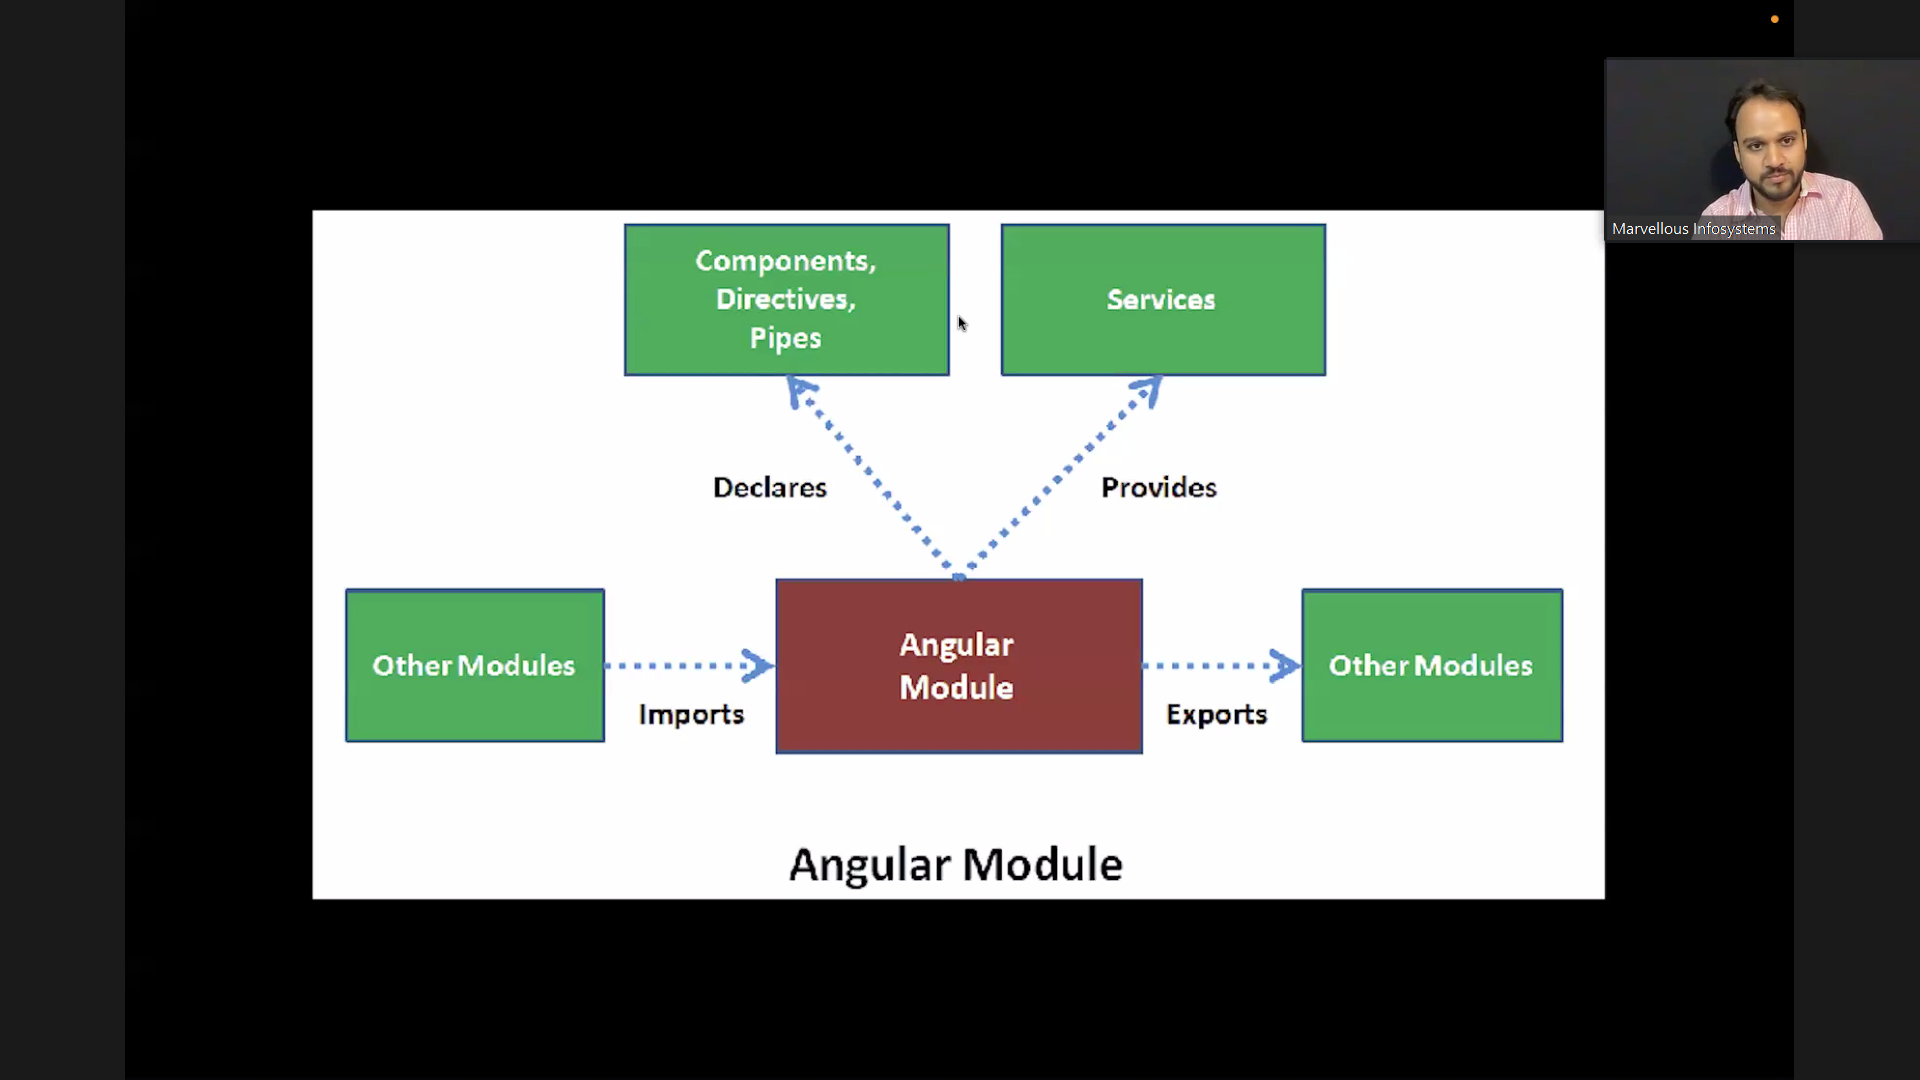 Marvellous Infosystems
Components,
Directives,
Pipes
Services
Declares
Provides
Other Modules
Imports
Angular
Module
Exports
Other Modules
Angular Module